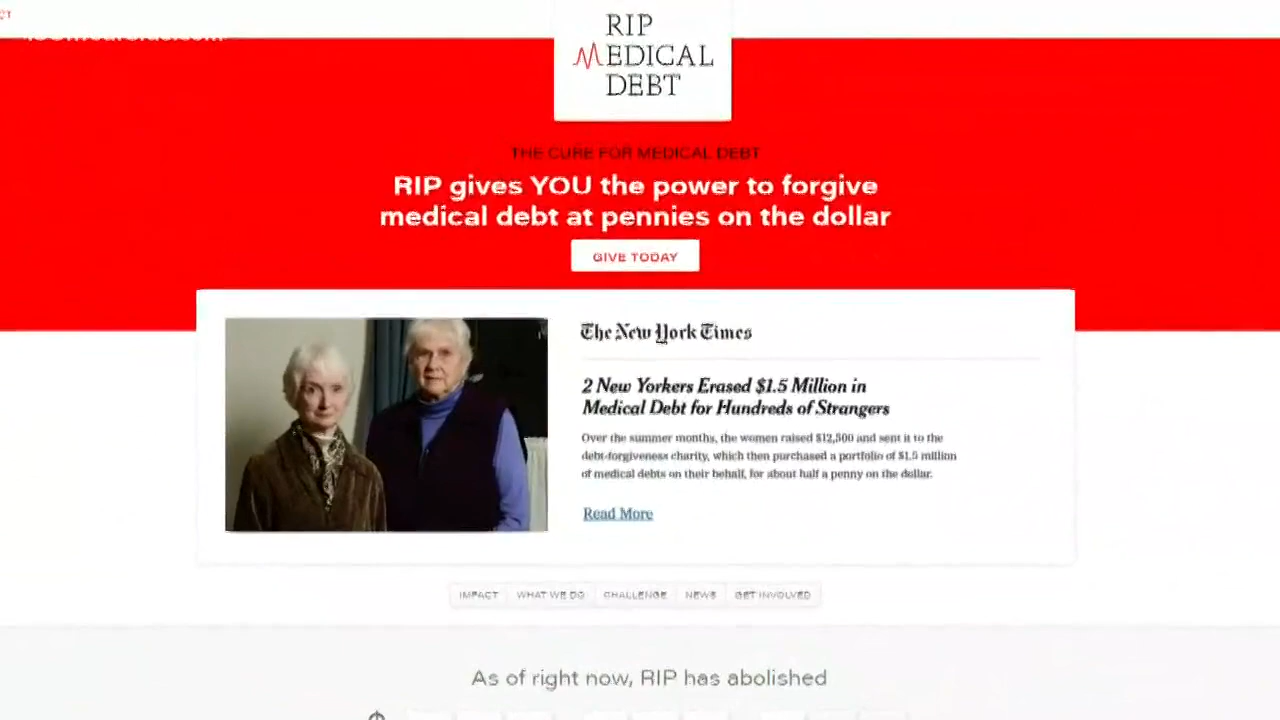 RIP
MEDICAL
DEBT
THE CURE FOR MEDICAL DEBT
RIP gives YOU the power to forgive
medical debt at pennies on the dollar
GIVE TODAY
The New York Times
2 New Yorkers Erased $1.5 Million in
Medical Debt for Hundreds of Strangers
Over the summer months, the women raised $12,500 and sent it to the
debt-forgiveness charity, which then purchased a portfolio of $1.5 million
of medical debts on their behalf, for about half a penny on the dollar.
Read More
IMPACT WHAT WE DO CHALLENGE NEWS GET INVOLVED
As of right now, RIP has abolished